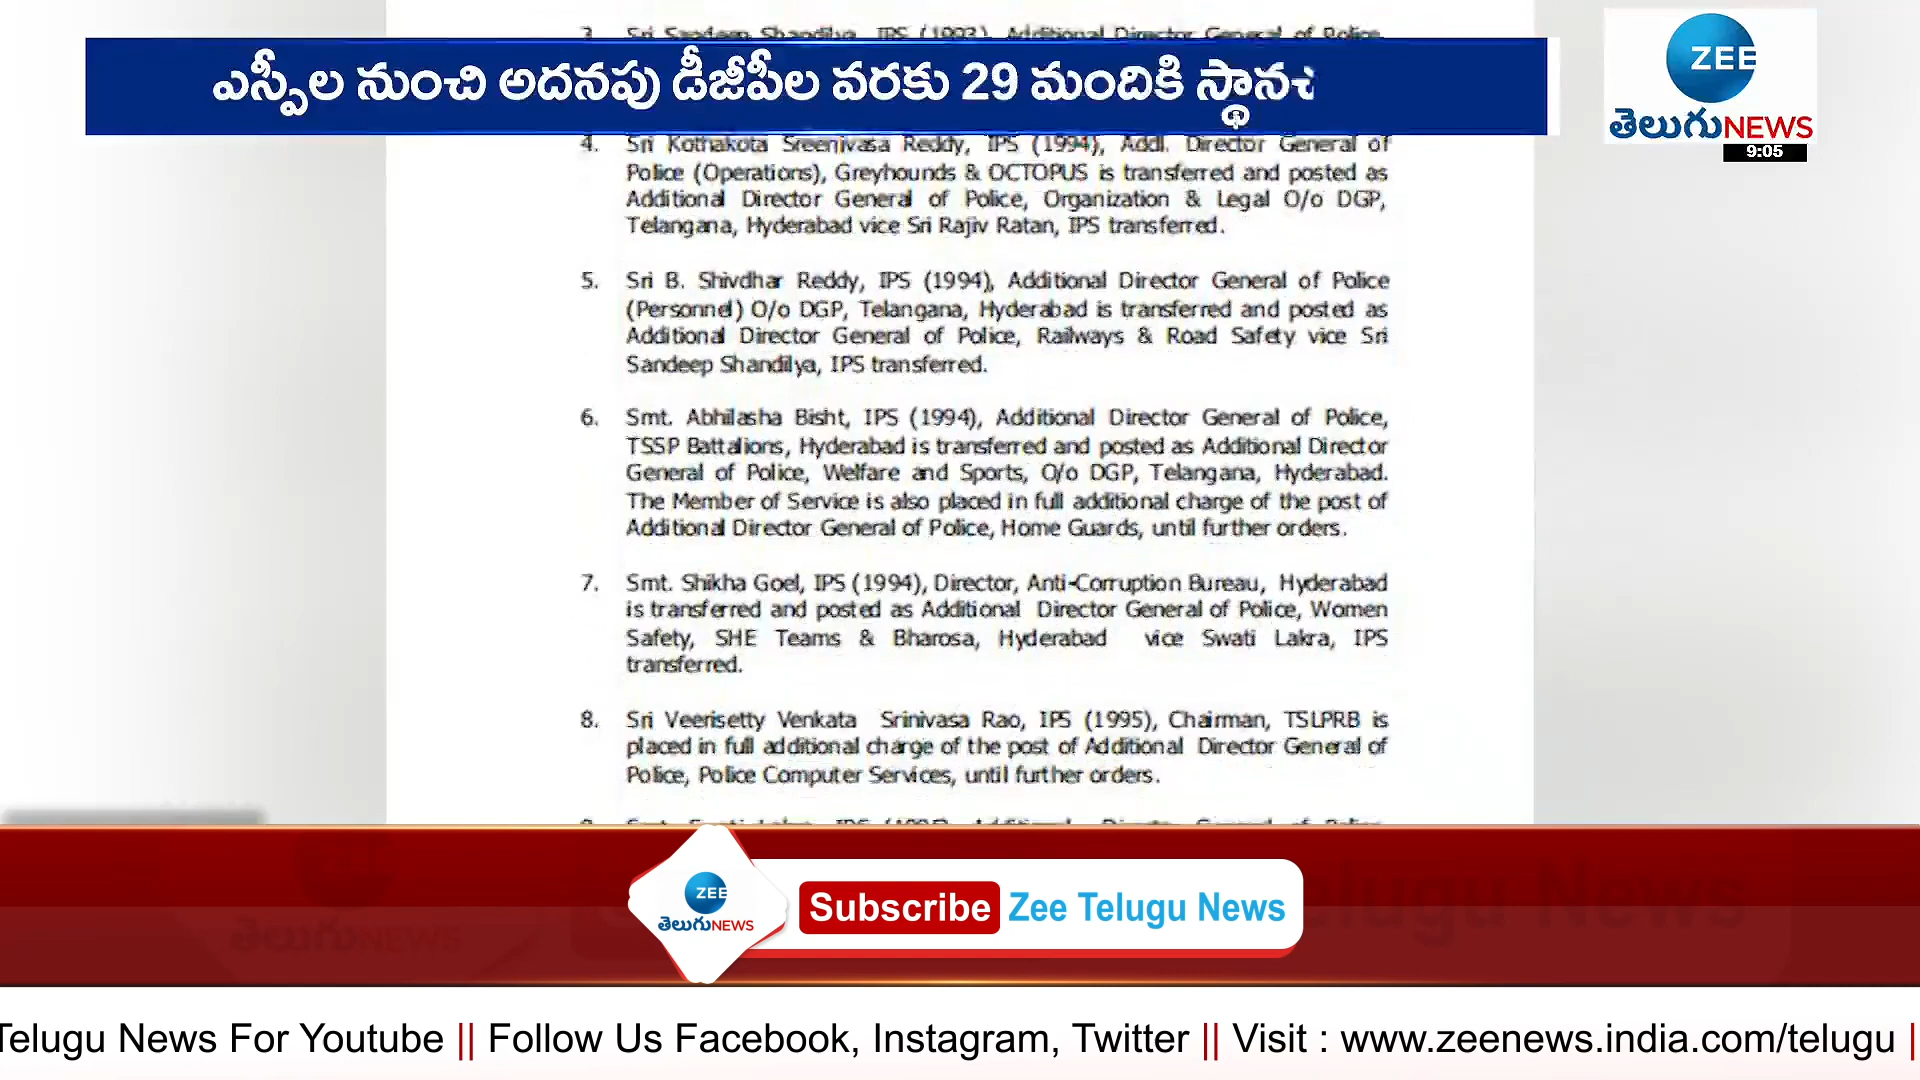 3. Sri Sandeep Shandilya, IPS (1993), Additional Director General of Police,
ఎస్పీల నుంచి అదనపు డీజీపీల వరకు 29 మందికి
ZEE
తెలుగు NEWS
9:05
4. Sri Kothakota Sreenivasa Reddy, IPS (1994), Addl. Director General of
Police (Operations), Greyhounds & OCTOPUS is transferred and posted as
Additional Director General of Police, Organization & Legal O/o DGP,
Telangana, Hyderabad vice Sri Rajiv Ratan, IPS transferred.
5. Sri B. Shivdhar Reddy, IPS (1994), Additional Director General of Police
(Personnel) O/o DGP, Telangana, Hyderabad is transferred and posted as
Additional Director General of Police, Railways & Road Safety vice Sri
Sandeep Shandilya, IPS transferred.
6. Smt. Abhilasha Bisht, IPS (1994), Additional Director General of Police,
TSSP Battalions, Hyderabad is transferred and posted as Additional Director
General of Police, Welfare and Sports, O/o DGP, Telangana, Hyderabad.
The Member of Service is also placed in full additional charge of the post of
Additional Director General of Police, Home Guards, until further orders.
7. Smt. Shikha Goel, IPS (1994), Director, Anti-Corruption Bureau, Hyderabad
is transferred and posted as Additional Director General of Police, Women
Safety, SHE Teams & Bharosa, Hyderabad vice Swati Lakra, IPS
transferred.
8. Sri Veerisetty Venkata Srinivasa Rao, IPS (1995), Chairman, TSLPRB is
placed in full additional charge of the post of Additional Director General of
Police, Police Computer Services, until further orders.
ZEE
తెలుగు NEWS
Subscribe Zee Telugu News
Telugu News For Youtube || Follow Us Facebook, Instagram, Twitter || Visit : www.zeenews.india.com/telugu |